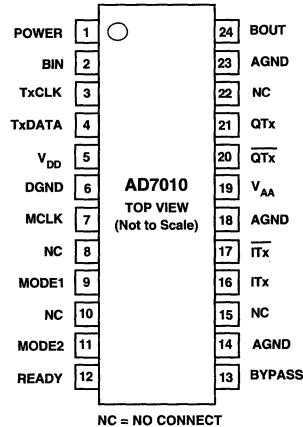 POWER 1 24 BOUT
BIN 2 23 AGND
TxCLK 3 22 NC
TxDATA 4 21 QTx
VDD 5 20 Q̅T̅x̅
DGND 6 19 VAA
AD7010
TOP VIEW
(Not to Scale)
MCLK 7 18 AGND
NC 8 17 I̅T̅x̅
MODE1 9 16 ITx
NC 10 15 NC
MODE2 11 14 AGND
READY 12 13 BYPASS
NC = NO CONNECT